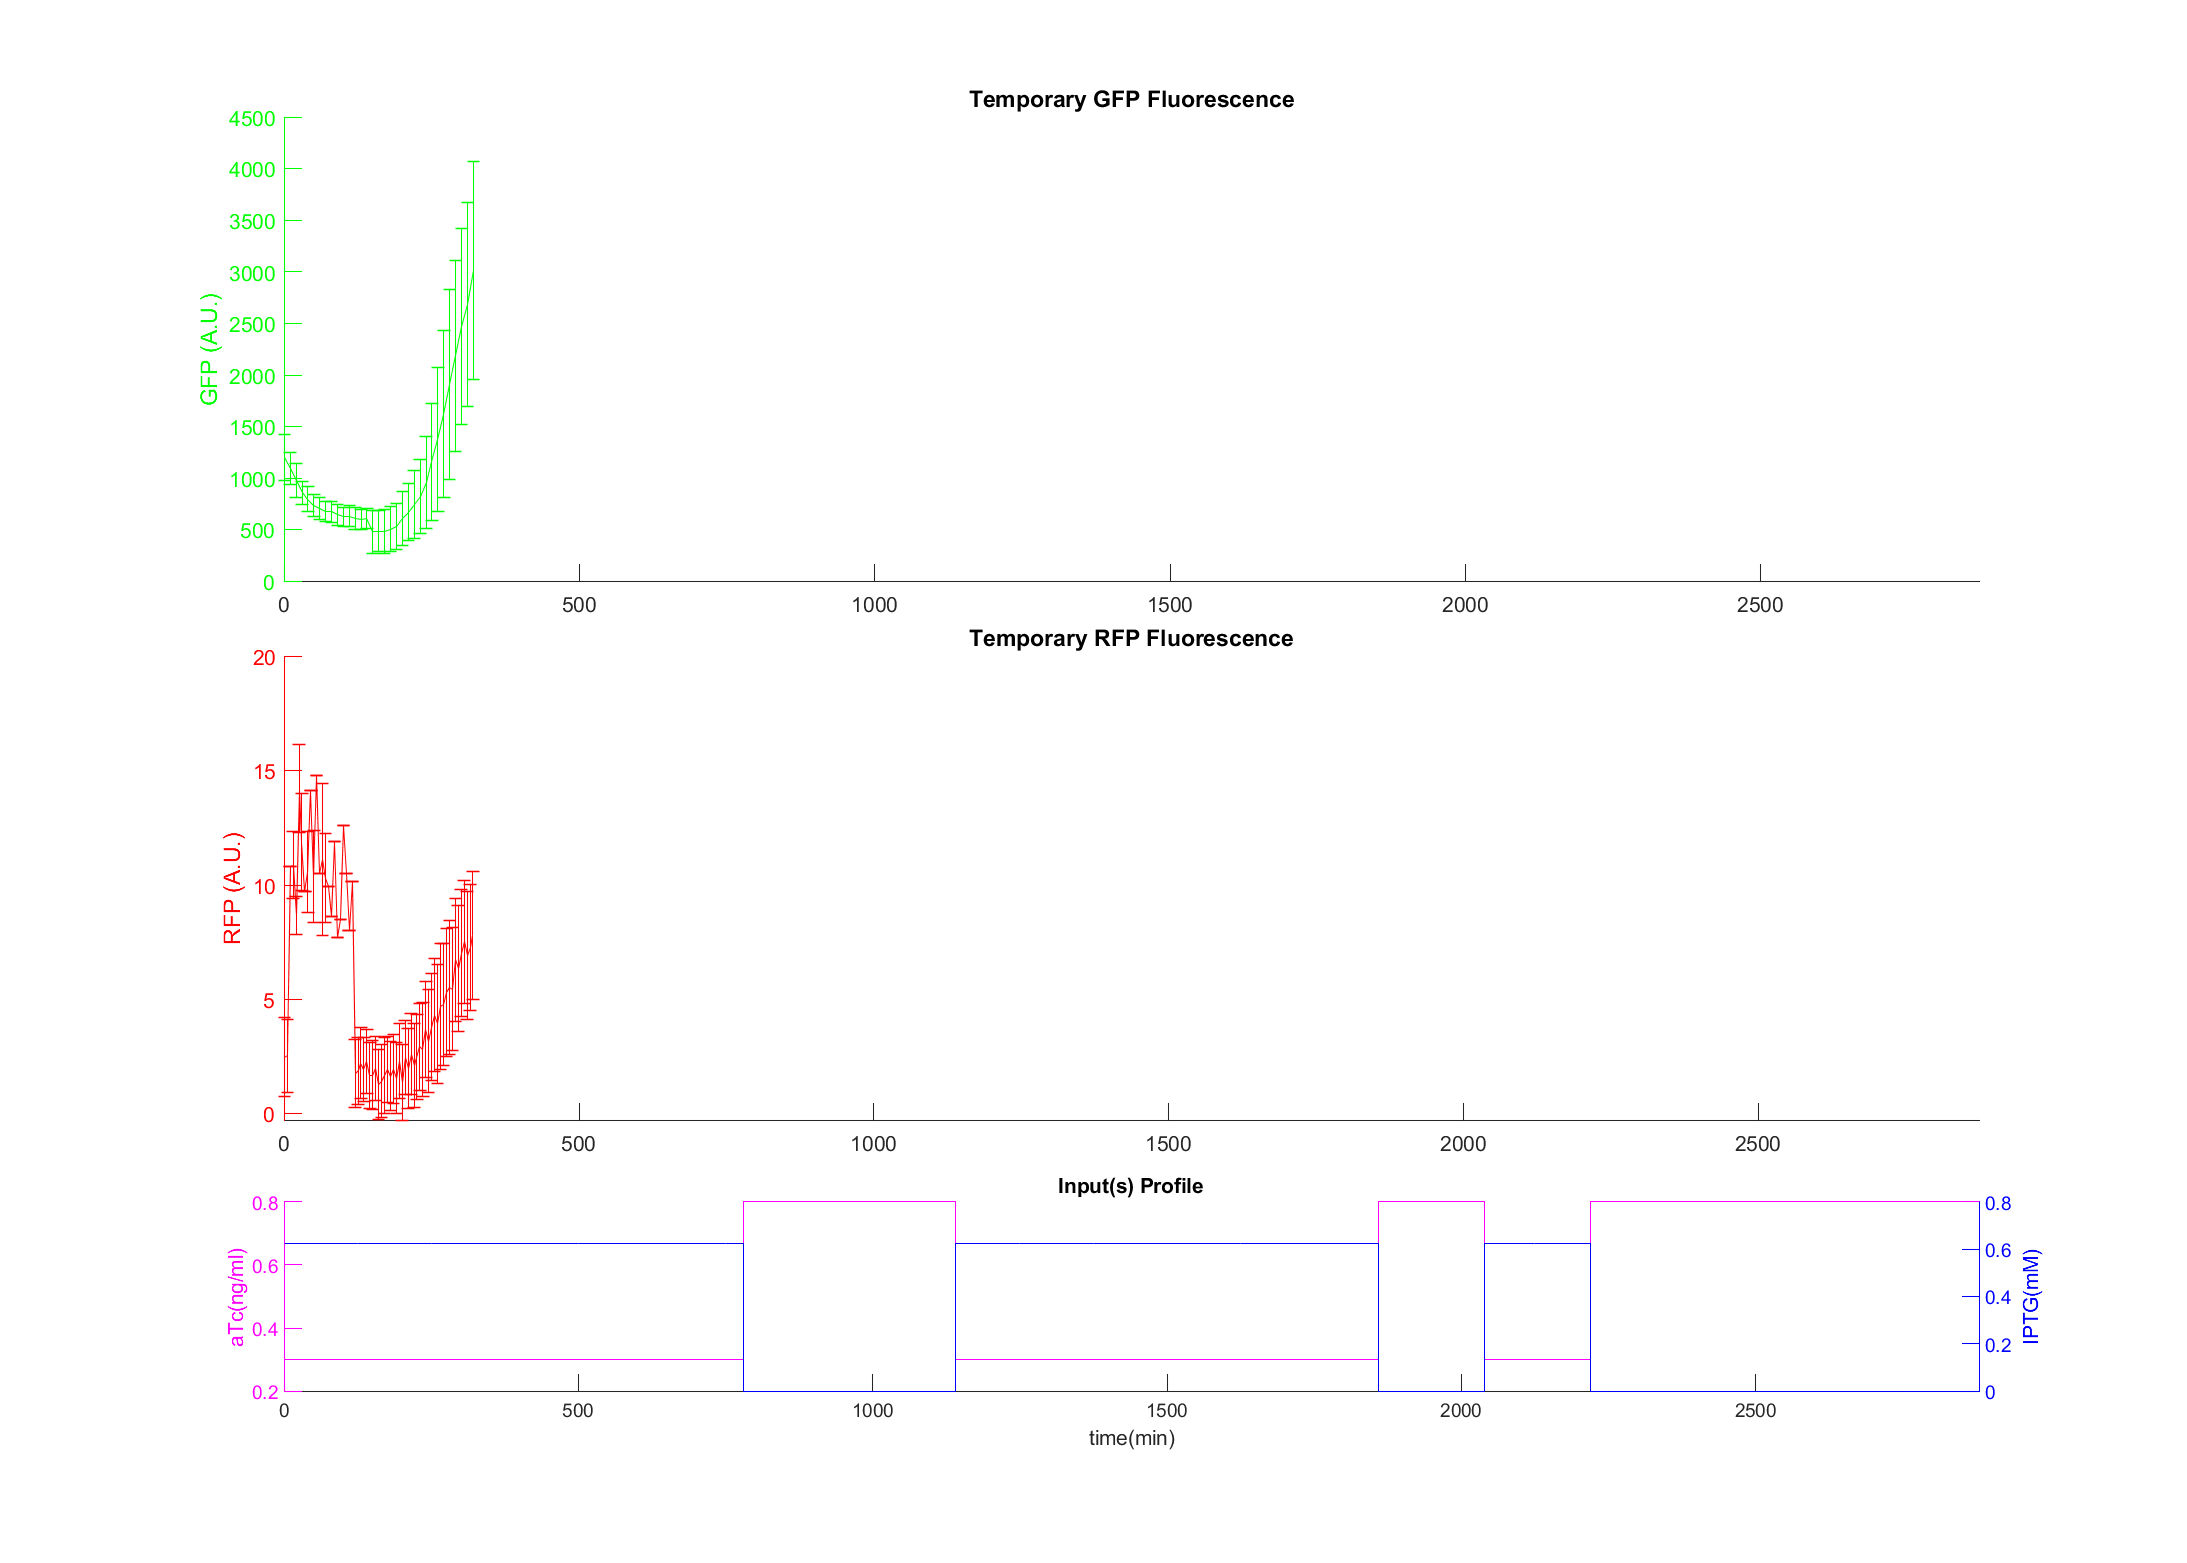 Temporary GFP Fluorescence
4500
4000
3500
3000
2500
2000
1500
1000
500
0
GFP (A.U.)
0 500 1000 1500 2000 2500
Temporary RFP Fluorescence
20
15
10
5
0
RFP (A.U.)
0 500 1000 1500 2000 2500
Input(s) Profile
0.8
0.6
0.4
0.2
aTc(ng/ml)
0.8
0.6
0.4
0.2
0
IPTG(mM)
0 500 1000 1500 2000 2500
time(min)